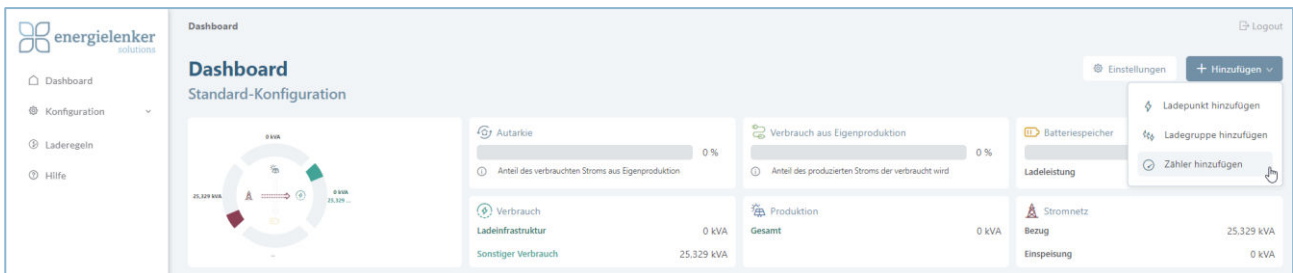 energielenker
solutions
Dashboard
Konfiguration
Laderegeln
Hilfe
Dashboard
Logout
Dashboard
Standard-Konfiguration
Einstellungen
+ Hinzufügen
Ladepunkt hinzufügen
Ladegruppe hinzufügen
Zähler hinzufügen
0 kVA
25,329 kVA
0 kVA
25,329 ...
--
Autarkie
0 %
Anteil des verbrauchten Stroms aus Eigenproduktion
Verbrauch aus Eigenproduktion
0 %
Anteil des produzierten Stroms der verbraucht wird
Batteriespeicher
Ladeleistung
Verbrauch
Ladeinfrastruktur 0 kVA
Sonstiger Verbrauch 25.329 kVA
Produktion
Gesamt 0 kVA
Stromnetz
Bezug 25.329 kVA
Einspeisung 0 kVA